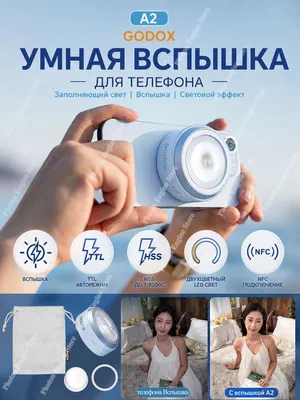 A2
GODOX
УМНАЯ ВСПЫШКА
ДЛЯ ТЕЛЕФОНА
Заполняющий свет | Вспышка | Световой эффект
TTL
HSS
NFC
ВСПЫШКА
TTL
АВТОРЕЖИМ
HSS
ДО 1/8000С
ДВУХЦВЕТНЫЙ
LED СВЕТ
NFC
ПОДКЛЮЧЕНИЕ
телефона Вспышка
С вспышкой A2